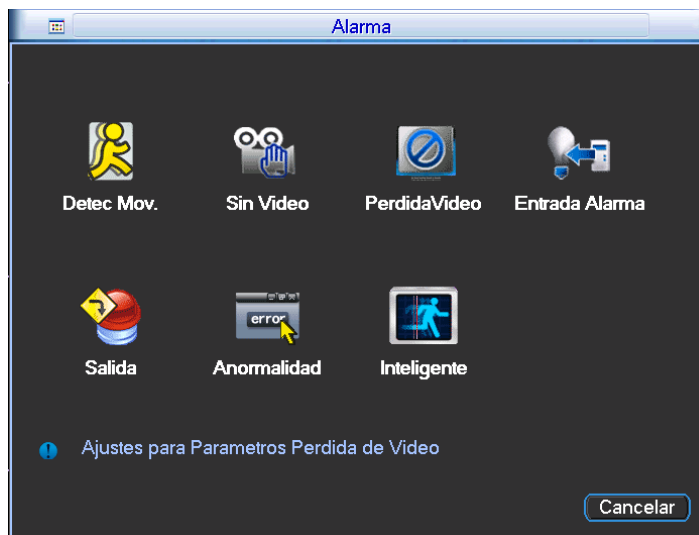 Alarma
Detec Mov.
Sin Video
PerdidaVideo
Entrada Alarma
Salida
error
Anormalidad
Inteligente
Ajustes para Parametros Perdida de Video
Cancelar